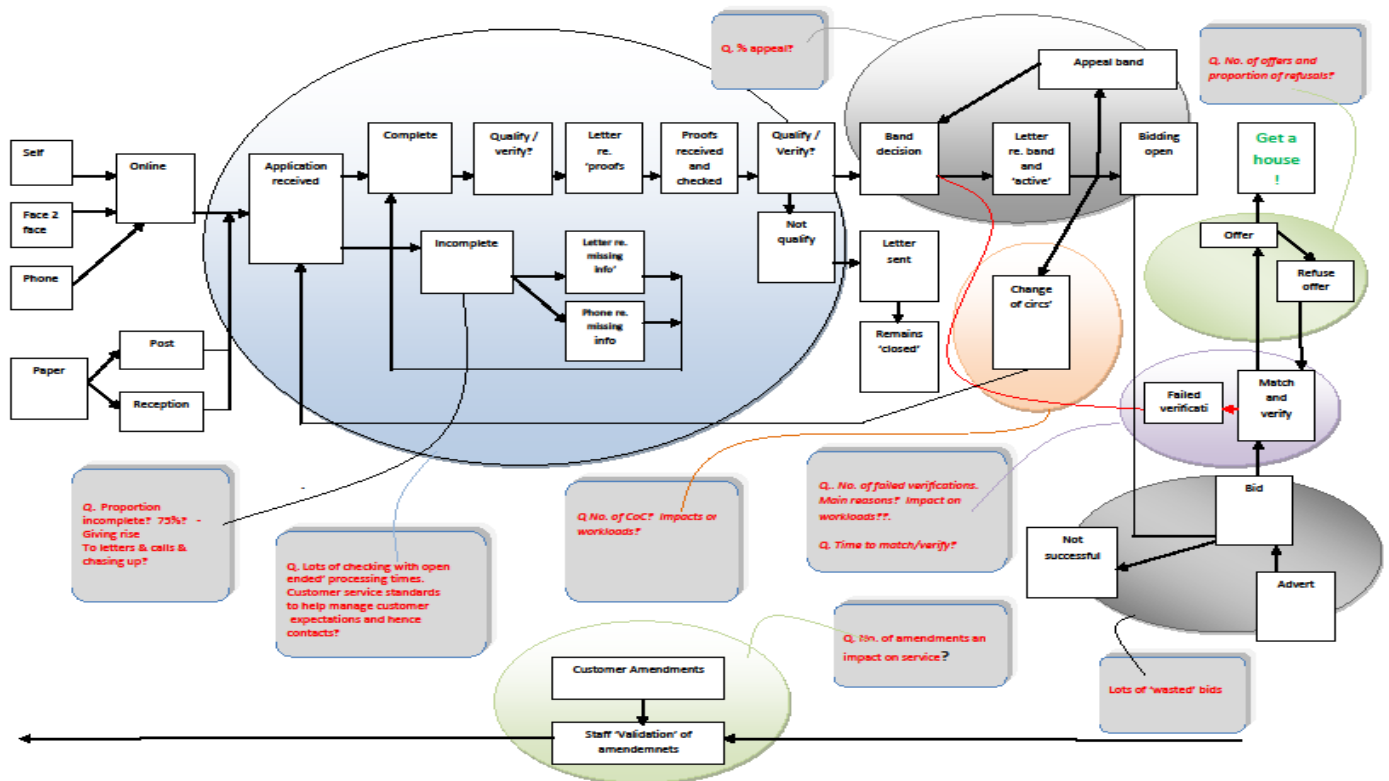 Q. % appeal?
Appeal band
Q. No. of offers and
proportion of refusals?
Self
Online
Application
received
Complete
Qualify /
verify?
Letter
re.
'proofs
Proofs
received
and
checked
Qualify /
Verify?
Band
decision
Letter
re. band
and
'active'
Bidding
open
Get a
house
!
Face 2
face
Phone
Incomplete
Letter re.
missing
info'
Phone re.
missing
info
Not
qualify
Letter
sent
Remains
'closed'
Change
of circs'
Offer
Refuse
offer
Paper
Post
Reception
Failed
verificati
Match
and
verify
Q. Proportion
incomplete? 75%? -
Giving rise
To letters & calls &
chasing up?
Q. Lots of checking with open
ended' processing times.
Customer service standards
to help manage customer
expectations and hence
contacts?
Q No. of CoC? Impacts or
workloads?
Q.. No. of failed verifications.
Main reasons? Impact on
workloads??.
Q. Time to match/verify?
Bid
Not
successful
Advert
Customer Amendments
Staff 'Validation' of
amendemnets
Q. No. of amendments an
impact on service?
Lots of 'wasted' bids